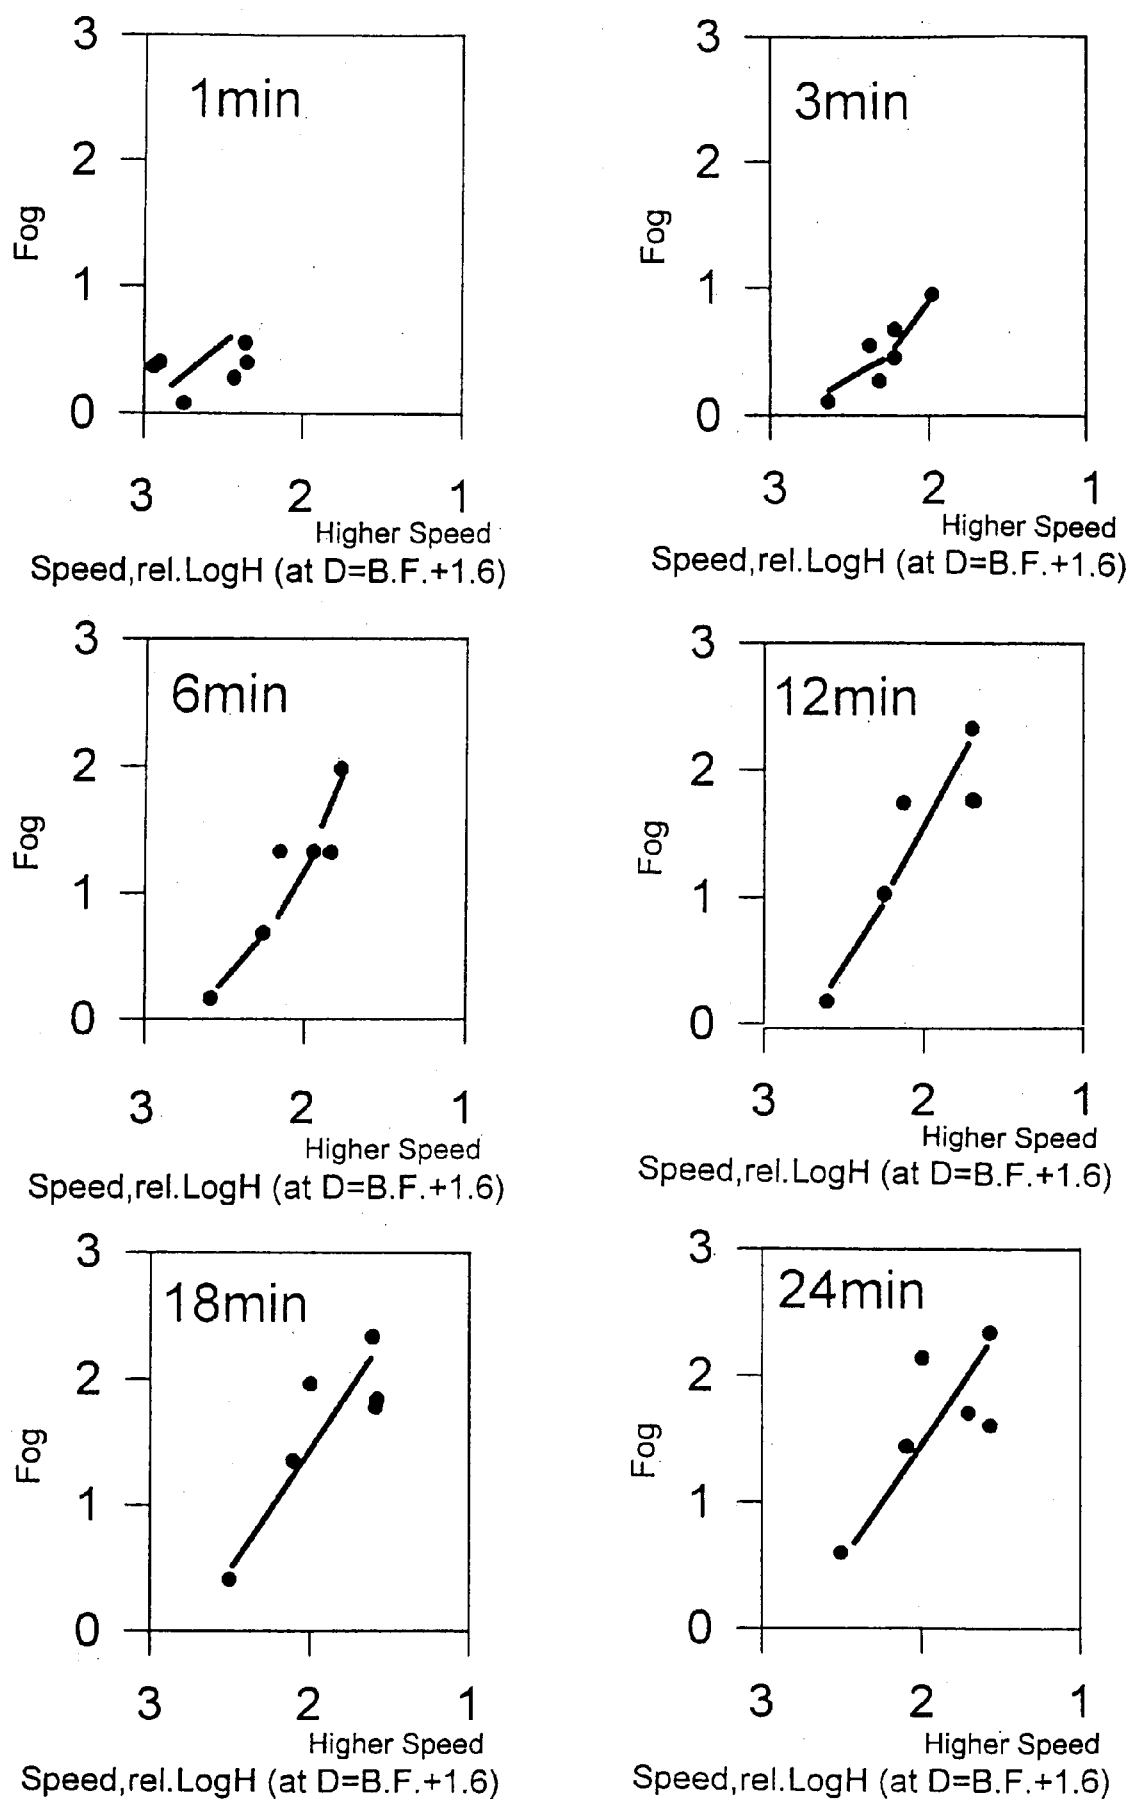 3
1min
2
Fog
1
0
3 2 1
Higher Speed
Speed,rel.LogH (at D=B.F.+1.6)
3
3min
2
Fog
1
0
3 2 1
Higher Speed
Speed,rel.LogH (at D=B.F.+1.6)
3
6min
2
Fog
1
0
3 2 1
Higher Speed
Speed,rel.LogH (at D=B.F.+1.6)
3
12min
2
Fog
1
0
3 2 1
Higher Speed
Speed,rel.LogH (at D=B.F.+1.6)
3
18min
2
Fog
1
0
3 2 1
Higher Speed
Speed,rel.LogH (at D=B.F.+1.6)
3
24min
2
Fog
1
0
3 2 1
Higher Speed
Speed,rel.LogH (at D=B.F.+1.6)